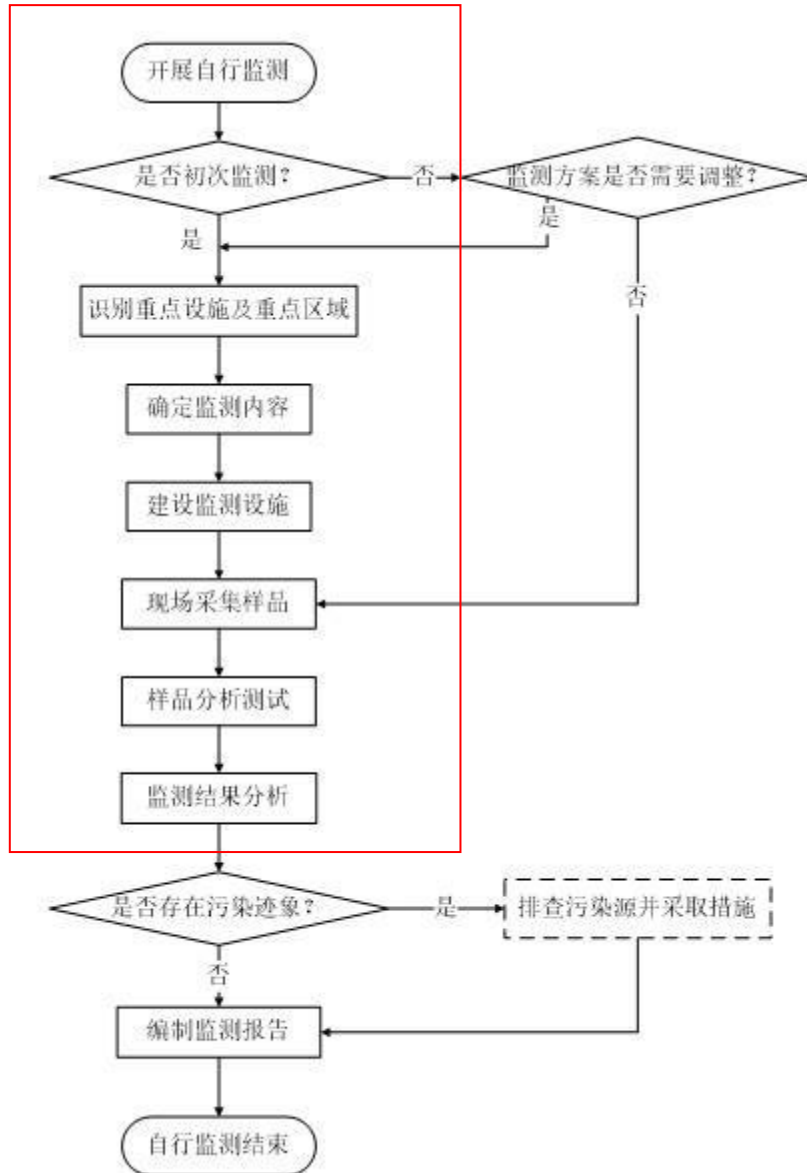 开展自行监测
是否初次监测？
否
监测方案是否需要调整？
是
是
否
识别重点设施及重点区域
确定监测内容
建设监测设施
现场采集样品
样品分析测试
监测结果分析
是否存在污染迹象？
是
排查污染源并采取措施
否
编制监测报告
自行监测结束